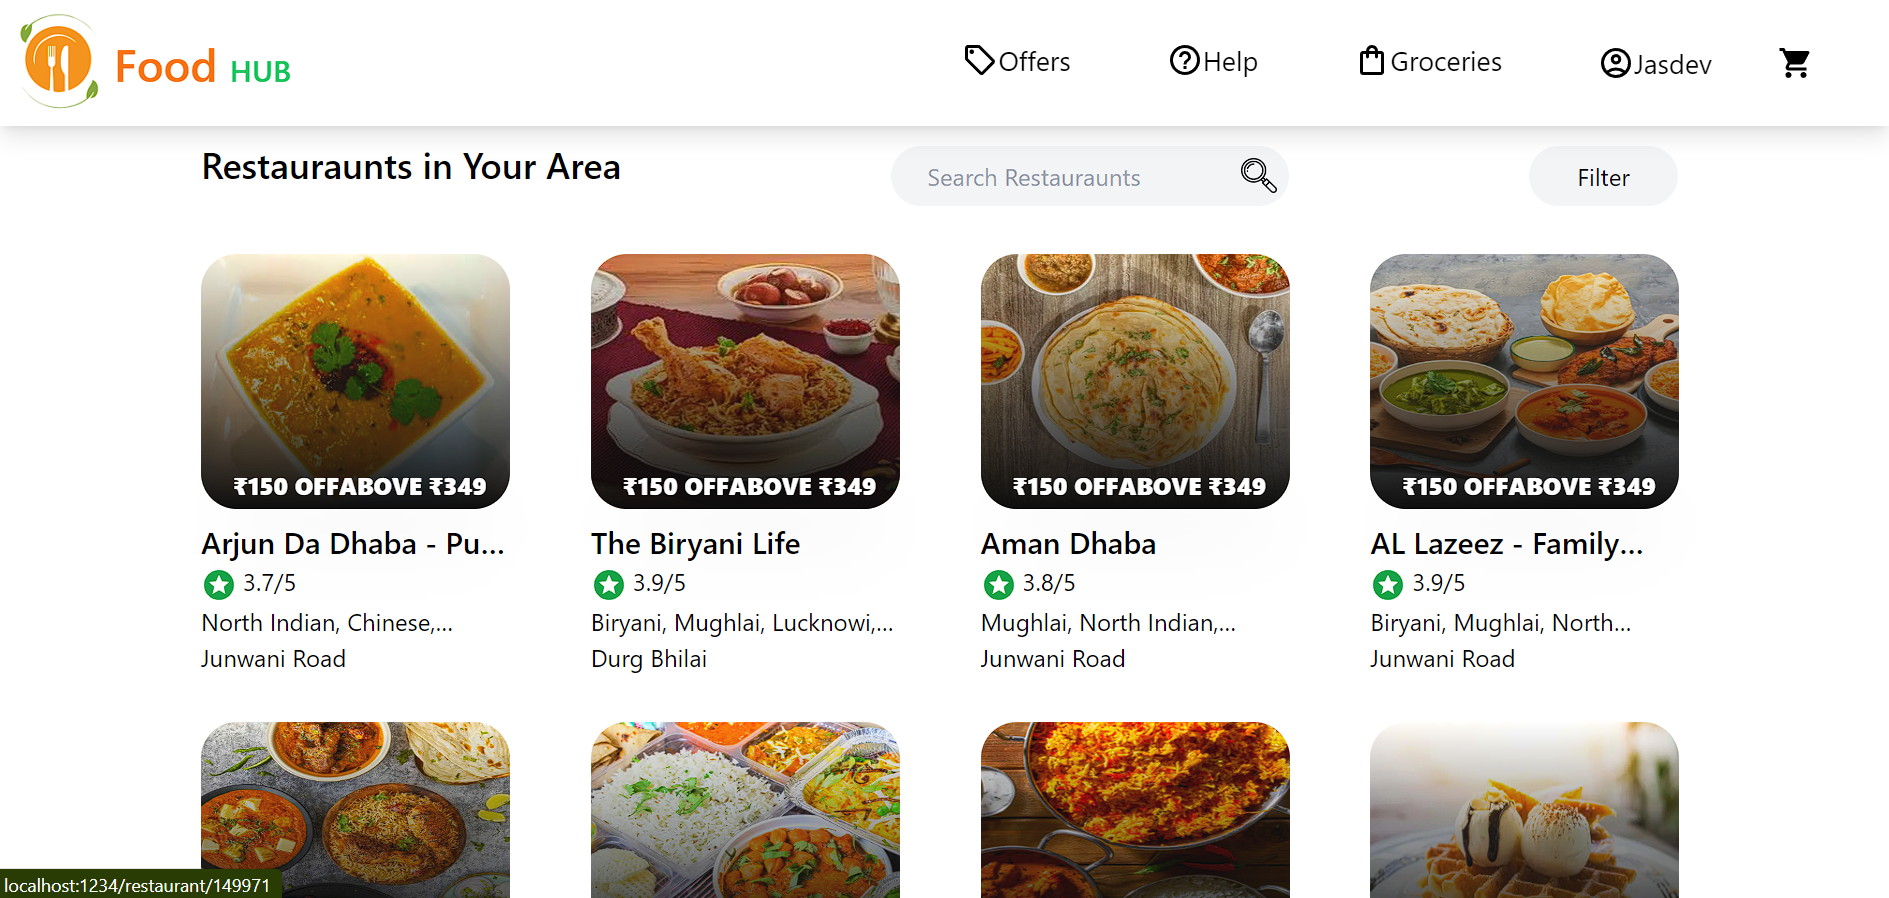 Food HUB
Offers
Help
Groceries
Jasdev
Restauraunts in Your Area
Search Restauraunts
Filter
₹150 OFFABOVE ₹349
₹150 OFFABOVE ₹349
₹150 OFFABOVE ₹349
₹150 OFFABOVE ₹349
Arjun Da Dhaba - Pu...
3.7/5
North Indian, Chinese,...
Junwani Road
The Biryani Life
3.9/5
Biryani, Mughlai, Lucknowi,...
Durg Bhilai
Aman Dhaba
3.8/5
Mughlai, North Indian,...
Junwani Road
AL Lazeez - Family...
3.9/5
Biryani, Mughlai, North...
Junwani Road
localhost:1234/restaurant/149971